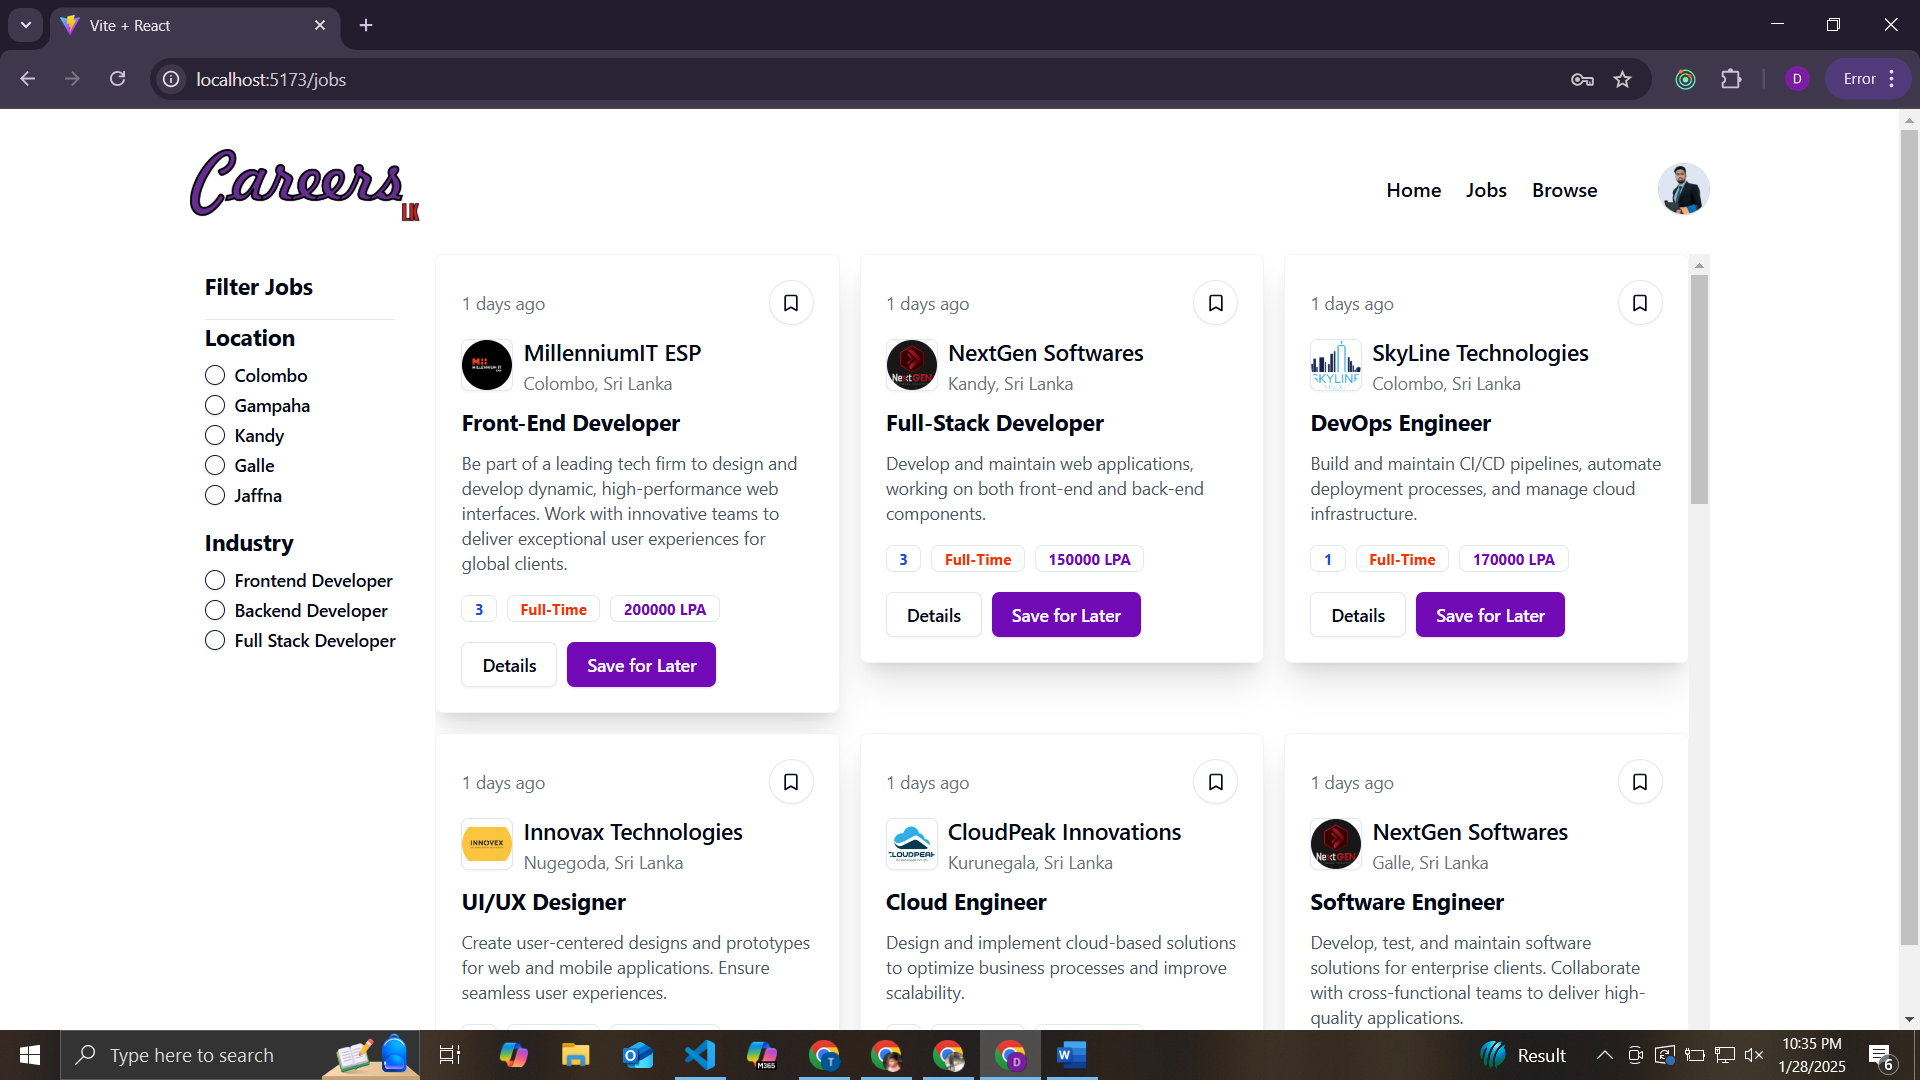 Vite + React
localhost:5173/jobs
D
Error
Careers
LK
Home
Jobs
Browse
Filter Jobs
Location
Colombo
Gampaha
Kandy
Galle
Jaffna
Industry
Frontend Developer
Backend Developer
Full Stack Developer
1 days ago
MillenniumIT ESP
Colombo, Sri Lanka
Front-End Developer
Be part of a leading tech firm to design and
develop dynamic, high-performance web
interfaces. Work with innovative teams to
deliver exceptional user experiences for
global clients.
3
Full-Time
200000 LPA
Details
Save for Later
1 days ago
NextGEN
NextGen Softwares
Kandy, Sri Lanka
Full-Stack Developer
Develop and maintain web applications,
working on both front-end and back-end
components.
3
Full-Time
150000 LPA
Details
Save for Later
1 days ago
SKYLINE
SkyLine Technologies
Colombo, Sri Lanka
DevOps Engineer
Build and maintain CI/CD pipelines, automate
deployment processes, and manage cloud
infrastructure.
1
Full-Time
170000 LPA
Details
Save for Later
1 days ago
INNOVEX
Innovax Technologies
Nugegoda, Sri Lanka
UI/UX Designer
Create user-centered designs and prototypes
for web and mobile applications. Ensure
seamless user experiences.
1 days ago
CLOUDPEAK
CloudPeak Innovations
Kurunegala, Sri Lanka
Cloud Engineer
Design and implement cloud-based solutions
to optimize business processes and improve
scalability.
1 days ago
NextGEN
NextGen Softwares
Galle, Sri Lanka
Software Engineer
Develop, test, and maintain software
solutions for enterprise clients. Collaborate
with cross-functional teams to deliver high-
quality applications.
Type here to search
M365
T
D
W
Result
10:35 PM
1/28/2025
6